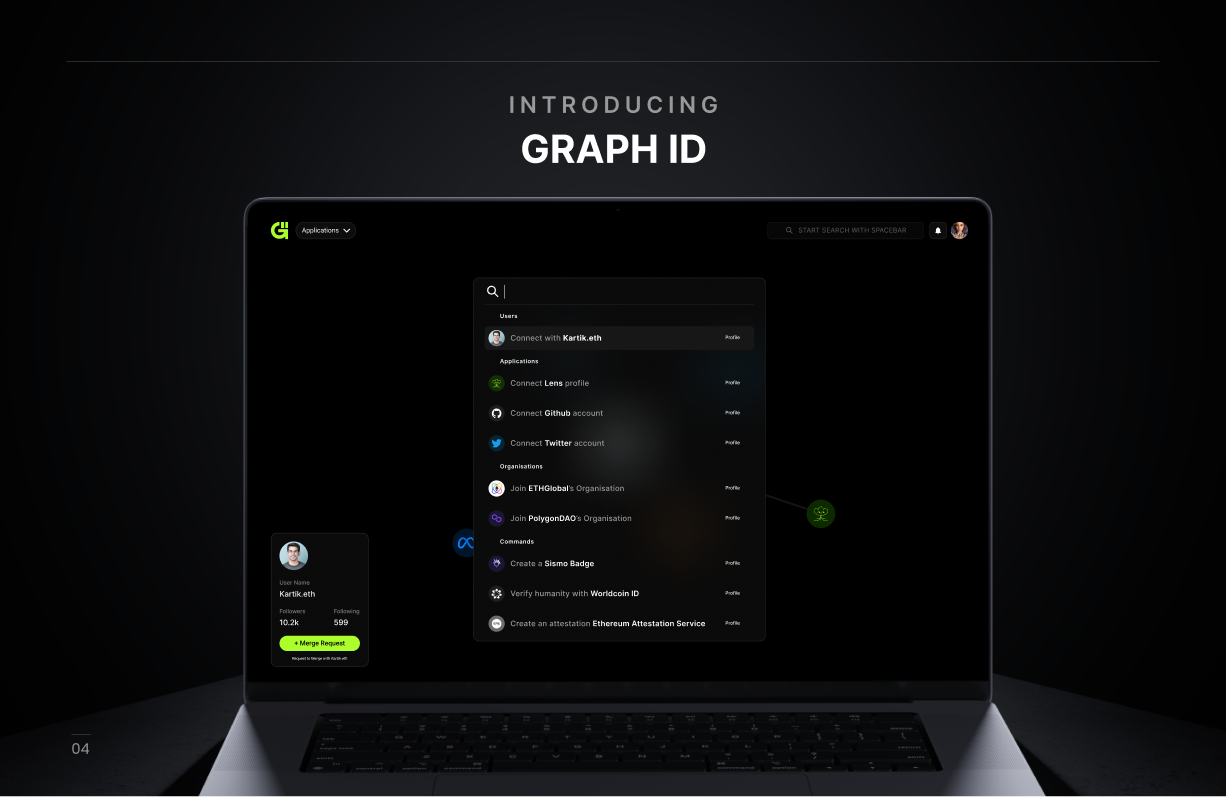 INTRODUCING
GRAPH ID
Applications
START SEARCH WITH SPACEBAR
Users
Connect with Kartik.eth Profile
Applications
Connect Lens profile Profile
Connect Github account Profile
Connect Twitter account Profile
Organisations
Join ETHGlobal's Organisation Profile
Join PolygonDAO's Organisation Profile
Commands
Create a Sismo Badge Profile
Verify humanity with Worldcoin ID Profile
Create an attestation Ethereum Attestation Service Profile
User Name
Kartik.eth
Followers Following
10.2k 599
+ Merge Request
Request to Merge with Kartik.eth
04